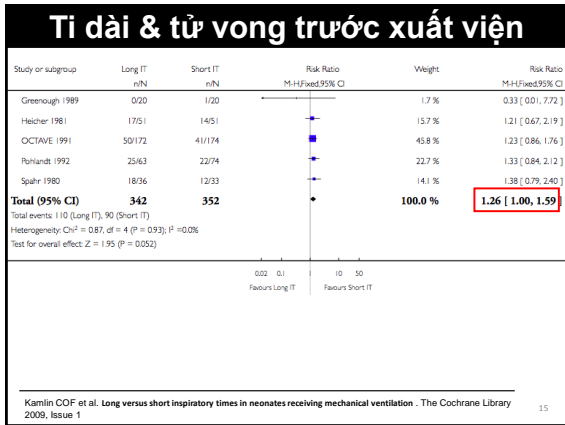 Ti dài & tử vong trước xuất viện
Study or subgroup Long IT Short IT Risk Ratio Weight Risk Ratio
n/N n/N M-H,Fixed,95% CI M-H,Fixed,95% CI
Greenough 1989 0/20 1/20 1.7 % 0.33 [ 0.01, 7.72 ]
Heicher 1981 17/51 14/51 15.7 % 1.21 [ 0.67, 2.19 ]
OCTAVE 1991 50/172 41/174 45.8 % 1.23 [ 0.86, 1.76 ]
Pohlandt 1992 25/63 22/74 22.7 % 1.33 [ 0.84, 2.12 ]
Spahr 1980 18/36 12/33 14.1 % 1.38 [ 0.79, 2.40 ]
Total (95% CI) 342 352 100.0 % 1.26 [ 1.00, 1.59 ]
Total events: 110 (Long IT), 90 (Short IT)
Heterogeneity: Chi² = 0.87, df = 4 (P = 0.93); I² =0.0%
Test for overall effect: Z = 1.95 (P = 0.052)
0.02 0.1 1 10 50
Favours Long IT Favours Short IT
Kamlin COF et al. Long versus short inspiratory times in neonates receiving mechanical ventilation . The Cochrane Library
2009, Issue 1
15